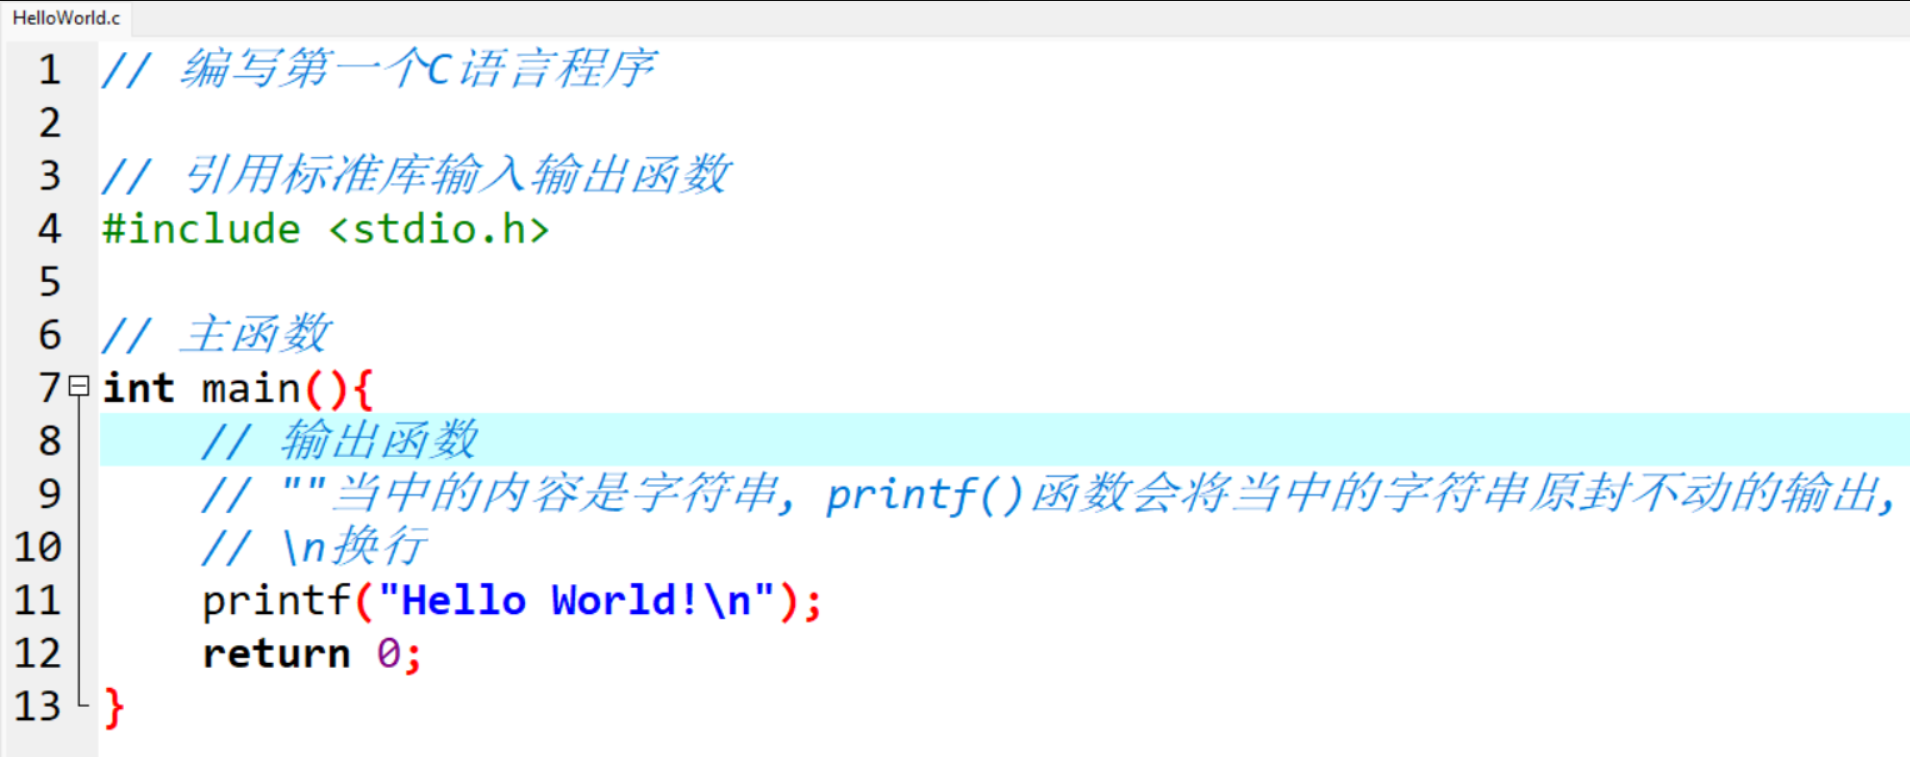 HelloWorld.c
1 // 编写第一个C语言程序
2
3 // 引用标准库输入输出函数
4 #include <stdio.h>
5
6 // 主函数
7 int main(){
8     // 输出函数
9     // ""当中的内容是字符串, printf()函数会将当中的字符串原封不动的输出,
10     // \n换行
11     printf("Hello World!\n");
12     return 0;
13 }